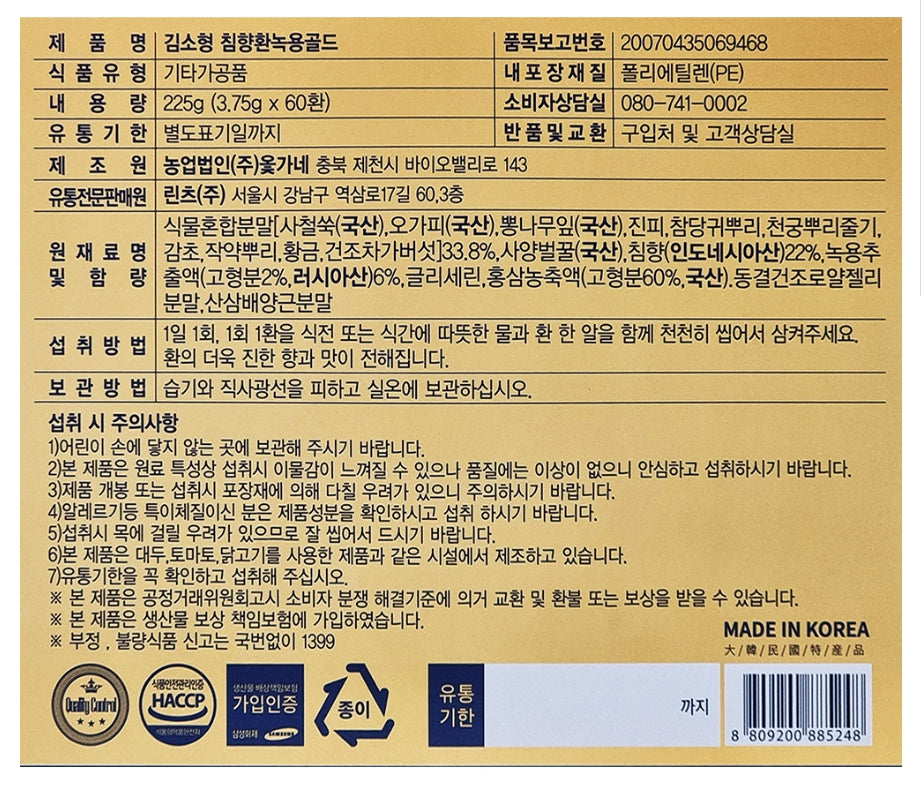 제 품 명 김소형 침향환녹용골드 품목보고번호 20070435069468
식 품 유 형 기타가공품 내 포 장 재 질 폴리에틸렌(PE)
내 용 량 225g (3.75g x 60환) 소비자상담실 080-741-0002
유 통 기 한 별도표기일까지 반 품 및 교 환 구입처 및 고객상담실
제 조 원 농업법인(주)옻가네 충북 제천시 바이오밸리로 143
유통전문판매원 린츠(주) 서울시 강남구 역삼로17길 60,3층
원 재 료 명 및 함 량
식물혼합분말[사철쑥(국산),오가피(국산),뽕나무잎(국산),진피,참당귀뿌리,천궁뿌리줄기,
감초,작약뿌리,황금,건조차가버섯]33.8%,사양벌꿀(국산),침향(인도네시아산)22%,녹용추
출액(고형분2%,러시아산)6%,글리세린,홍삼농축액(고형분60%,국산),동결건조로얄젤리
분말,산삼배양근분말
섭 취 방 법 1일 1회, 1회 1환을 식전 또는 식간에 따뜻한 물과 환 한 알을 함께 천천히 씹어서 삼켜주세요.
환의 더욱 진한 향과 맛이 전해집니다.
보 관 방 법 습기와 직사광선을 피하고 실온에 보관하십시오.
섭취 시 주의사항
1)어린이 손에 닿지 않는 곳에 보관해 주시기 바랍니다.
2)본 제품은 원료 특성상 섭취시 이물감이 느껴질 수 있으나 품질에는 이상이 없으니 안심하고 섭취하시기 바랍니다.
3)제품 개봉 또는 섭취시 포장재에 의해 다칠 우려가 있으니 주의하시기 바랍니다.
4)알레르기등 특이체질이신 분은 제품성분을 확인하시고 섭취 하시기 바랍니다.
5)섭취시 목에 걸릴 우려가 있으므로 잘 씹어서 드시기 바랍니다.
6)본 제품은 대두,토마토,닭고기를 사용한 제품과 같은 시설에서 제조하고 있습니다.
7)유통기한을 꼭 확인하고 섭취해 주십시오.
※ 본 제품은 공정거래위원회고시 소비자 분쟁 해결기준에 의거 교환 및 환불 또는 보상을 받을 수 있습니다.
※ 본 제품은 생산물 보상 책임보험에 가입하였습니다.
※ 부정 , 불량식품 신고는 국번없이 1399
MADE IN KOREA
大/韓/民/國/特/産/品
Quality Control
식품안전관리인증
HACCP
식품의약품안전처
생산물 배상책임보험
가입인증
삼성화재 SAMSUNG
종이
유통
기한
까지
8 809200 885248